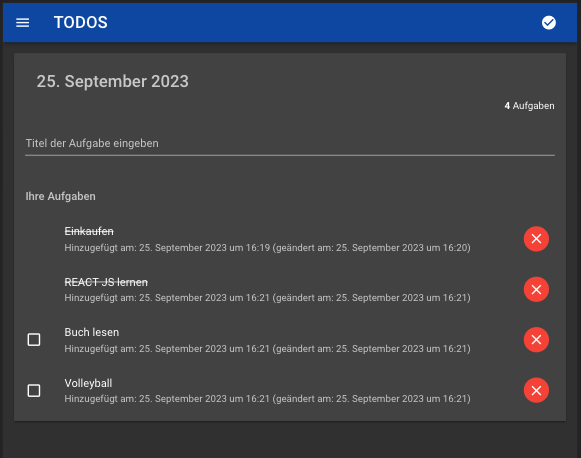 TODOS
25. September 2023
4 Aufgaben
Titel der Aufgabe eingeben
Ihre Aufgaben
Einkaufen
Hinzugefügt am: 25. September 2023 um 16:19 (geändert am: 25. September 2023 um 16:20)
REACT JS lernen
Hinzugefügt am: 25. September 2023 um 16:21 (geändert am: 25. September 2023 um 16:21)
Buch lesen
Hinzugefügt am: 25. September 2023 um 16:21 (geändert am: 25. September 2023 um 16:21)
Volleyball
Hinzugefügt am: 25. September 2023 um 16:21 (geändert am: 25. September 2023 um 16:21)